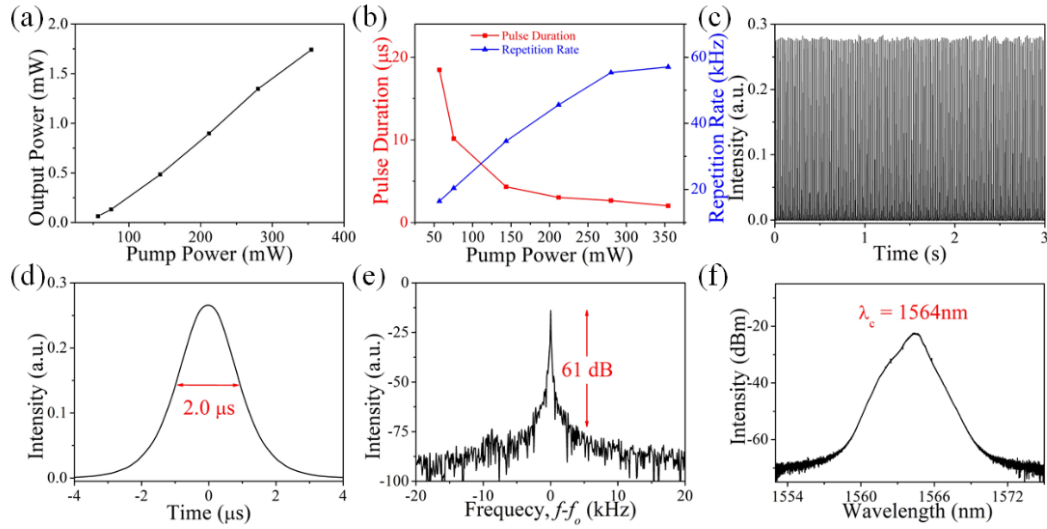 (a)
2.0
1.5
1.0
0.5
0.0
Output Power (mW)
100 200 300 400
Pump Power (mW)
(b)
Pulse Duration
Repetition Rate
20
10
0
Pulse Duration (μs)
60
40
20
Repetition Rate (kHz)
50 100 150 200 250 300 350
Pump Power (mW)
(c)
0.3
0.2
0.1
0.0
Intensity (a.u.)
0 1 2 3
Time (s)
(d)
0.3
0.2
0.1
0.0
Intensity (a.u.)
2.0 μs
-4 -2 0 2 4
Time (μs)
(e)
0
-25
-50
-75
-100
Intensity (a.u.)
61 dB
-20 -10 0 10 20
Frequecy, f-fo (kHz)
(f)
λc = 1564nm
-20
-40
-60
Intensity (dBm)
1554 1560 1566 1572
Wavelength (nm)